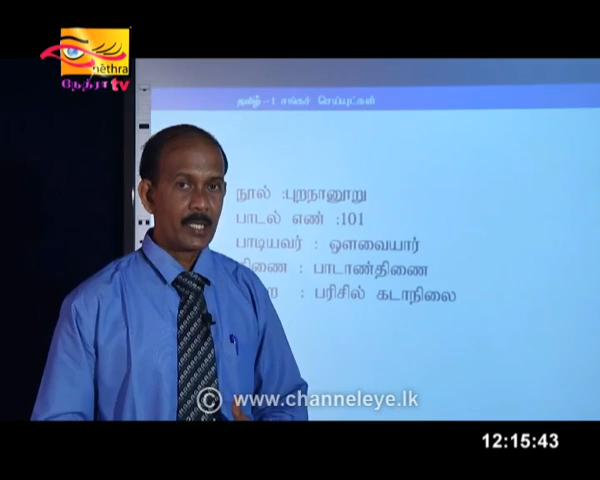 nēthra
நேத்ரா tv
தமிழ் -1 சங்கச் செய்யுட்கள்
நூல் :புறநானூறு
பாடல் எண் :101
பாடியவர் : ஔவையார்
திணை : பாடாண்திணை
: பரிசில் கடாநிலை
© www.channeleye.lk
12:15:43